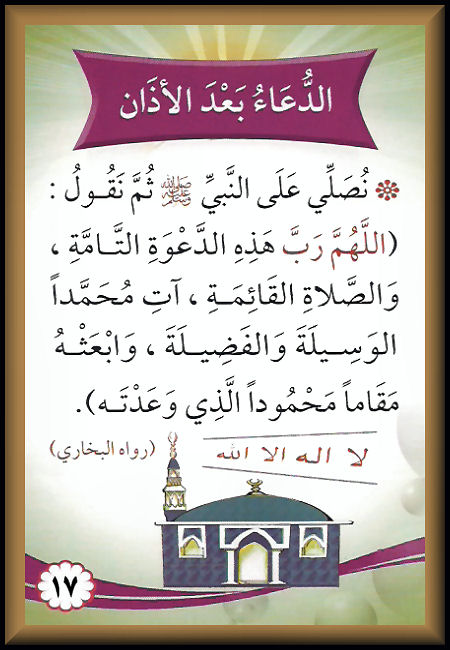 الدُّعَاءُ بَعْدَ الأَذَان
نُصَلِّي عَلَى النَّبِيِّ ﷺ ثُمَّ نَقُولُ :
(اللَّهُمَّ رَبَّ هَذِهِ الدَّعْوَةِ التَّامَّةِ ،
وَالصَّلاةِ القَائِمَةِ ، آتِ مُحَمَّداً
الوَسِيلَةَ وَالفَضِيلَةَ ، وَابْعَثْهُ
مَقَاماً مَحْمُوداً الَّذِي وَعَدْتَه).
(رواه البخاري)
لا اله الا الله
١٧